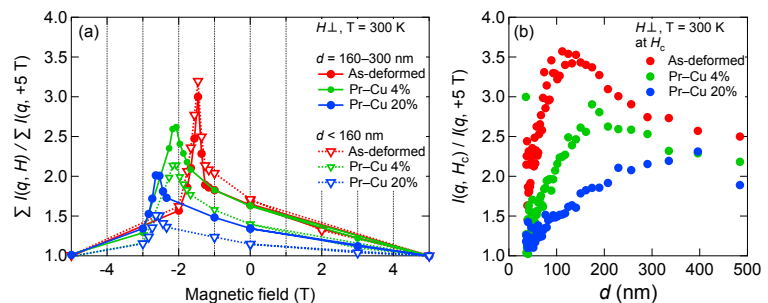 (a)
H⊥, T = 300 K
d = 160–300 nm
As-deformed
Pr–Cu 4%
Pr–Cu 20%
d < 160 nm
As-deformed
Pr–Cu 4%
Pr–Cu 20%
4.0
3.5
3.0
2.5
2.0
1.5
1.0
∑ I(q, H) / ∑ I(q, +5 T)
-4 -2 0 2 4
Magnetic field (T)
(b)
H⊥, T = 300 K
at Hc
As-deformed
Pr–Cu 4%
Pr–Cu 20%
4.0
3.5
3.0
2.5
2.0
1.5
1.0
I(q, Hc) / I(q, +5 T)
0 100 200 300 400 500
d (nm)